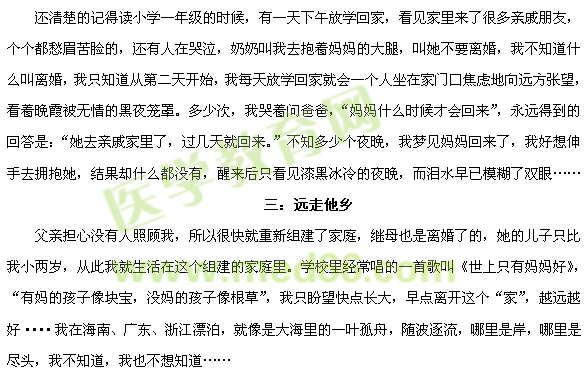 还清楚的记得读小学一年级的时候，有一天下午放学回家，看见家里来了很多亲戚朋友，
个个都愁眉苦脸的，还有人在哭泣，奶奶叫我去抱着妈妈的大腿，叫她不要离婚，我不知道什
么叫离婚，我只知道从第二天开始，我每天放学回家就会一个人坐在家门口焦虑地向远方张望，
看着晚霞被无情的黑夜笼罩。多少次，我哭着问爸爸，“妈妈什么时候才会回来”，永远得到的
回答是：“她去亲戚家里了，过几天就回来。”不知多少个夜晚，我梦见妈妈回来了，我好想伸
手去拥抱她，结果却什么都没有，醒来后只看见漆黑冰冷的夜晚，而泪水早已模糊了双眼……
三：远走他乡
父亲担心没有人照顾我，所以很快就重新组建了家庭，继母也是离婚了的，她的儿子只比
我小两岁，从此我就生活在这个组建的家庭里。学校里经常唱的一首歌叫《世上只有妈妈好》，
“有妈的孩子像块宝，没妈的孩子像根草”，我只盼望快点长大，早点离开这个“家”，越远越
好····我在海南、广东、浙江漂泊，就像是大海里的一叶孤舟，随波逐流，哪里是岸，哪里是
尽头，我不知道，我也不想知道……
医学教育网
www.med66.com